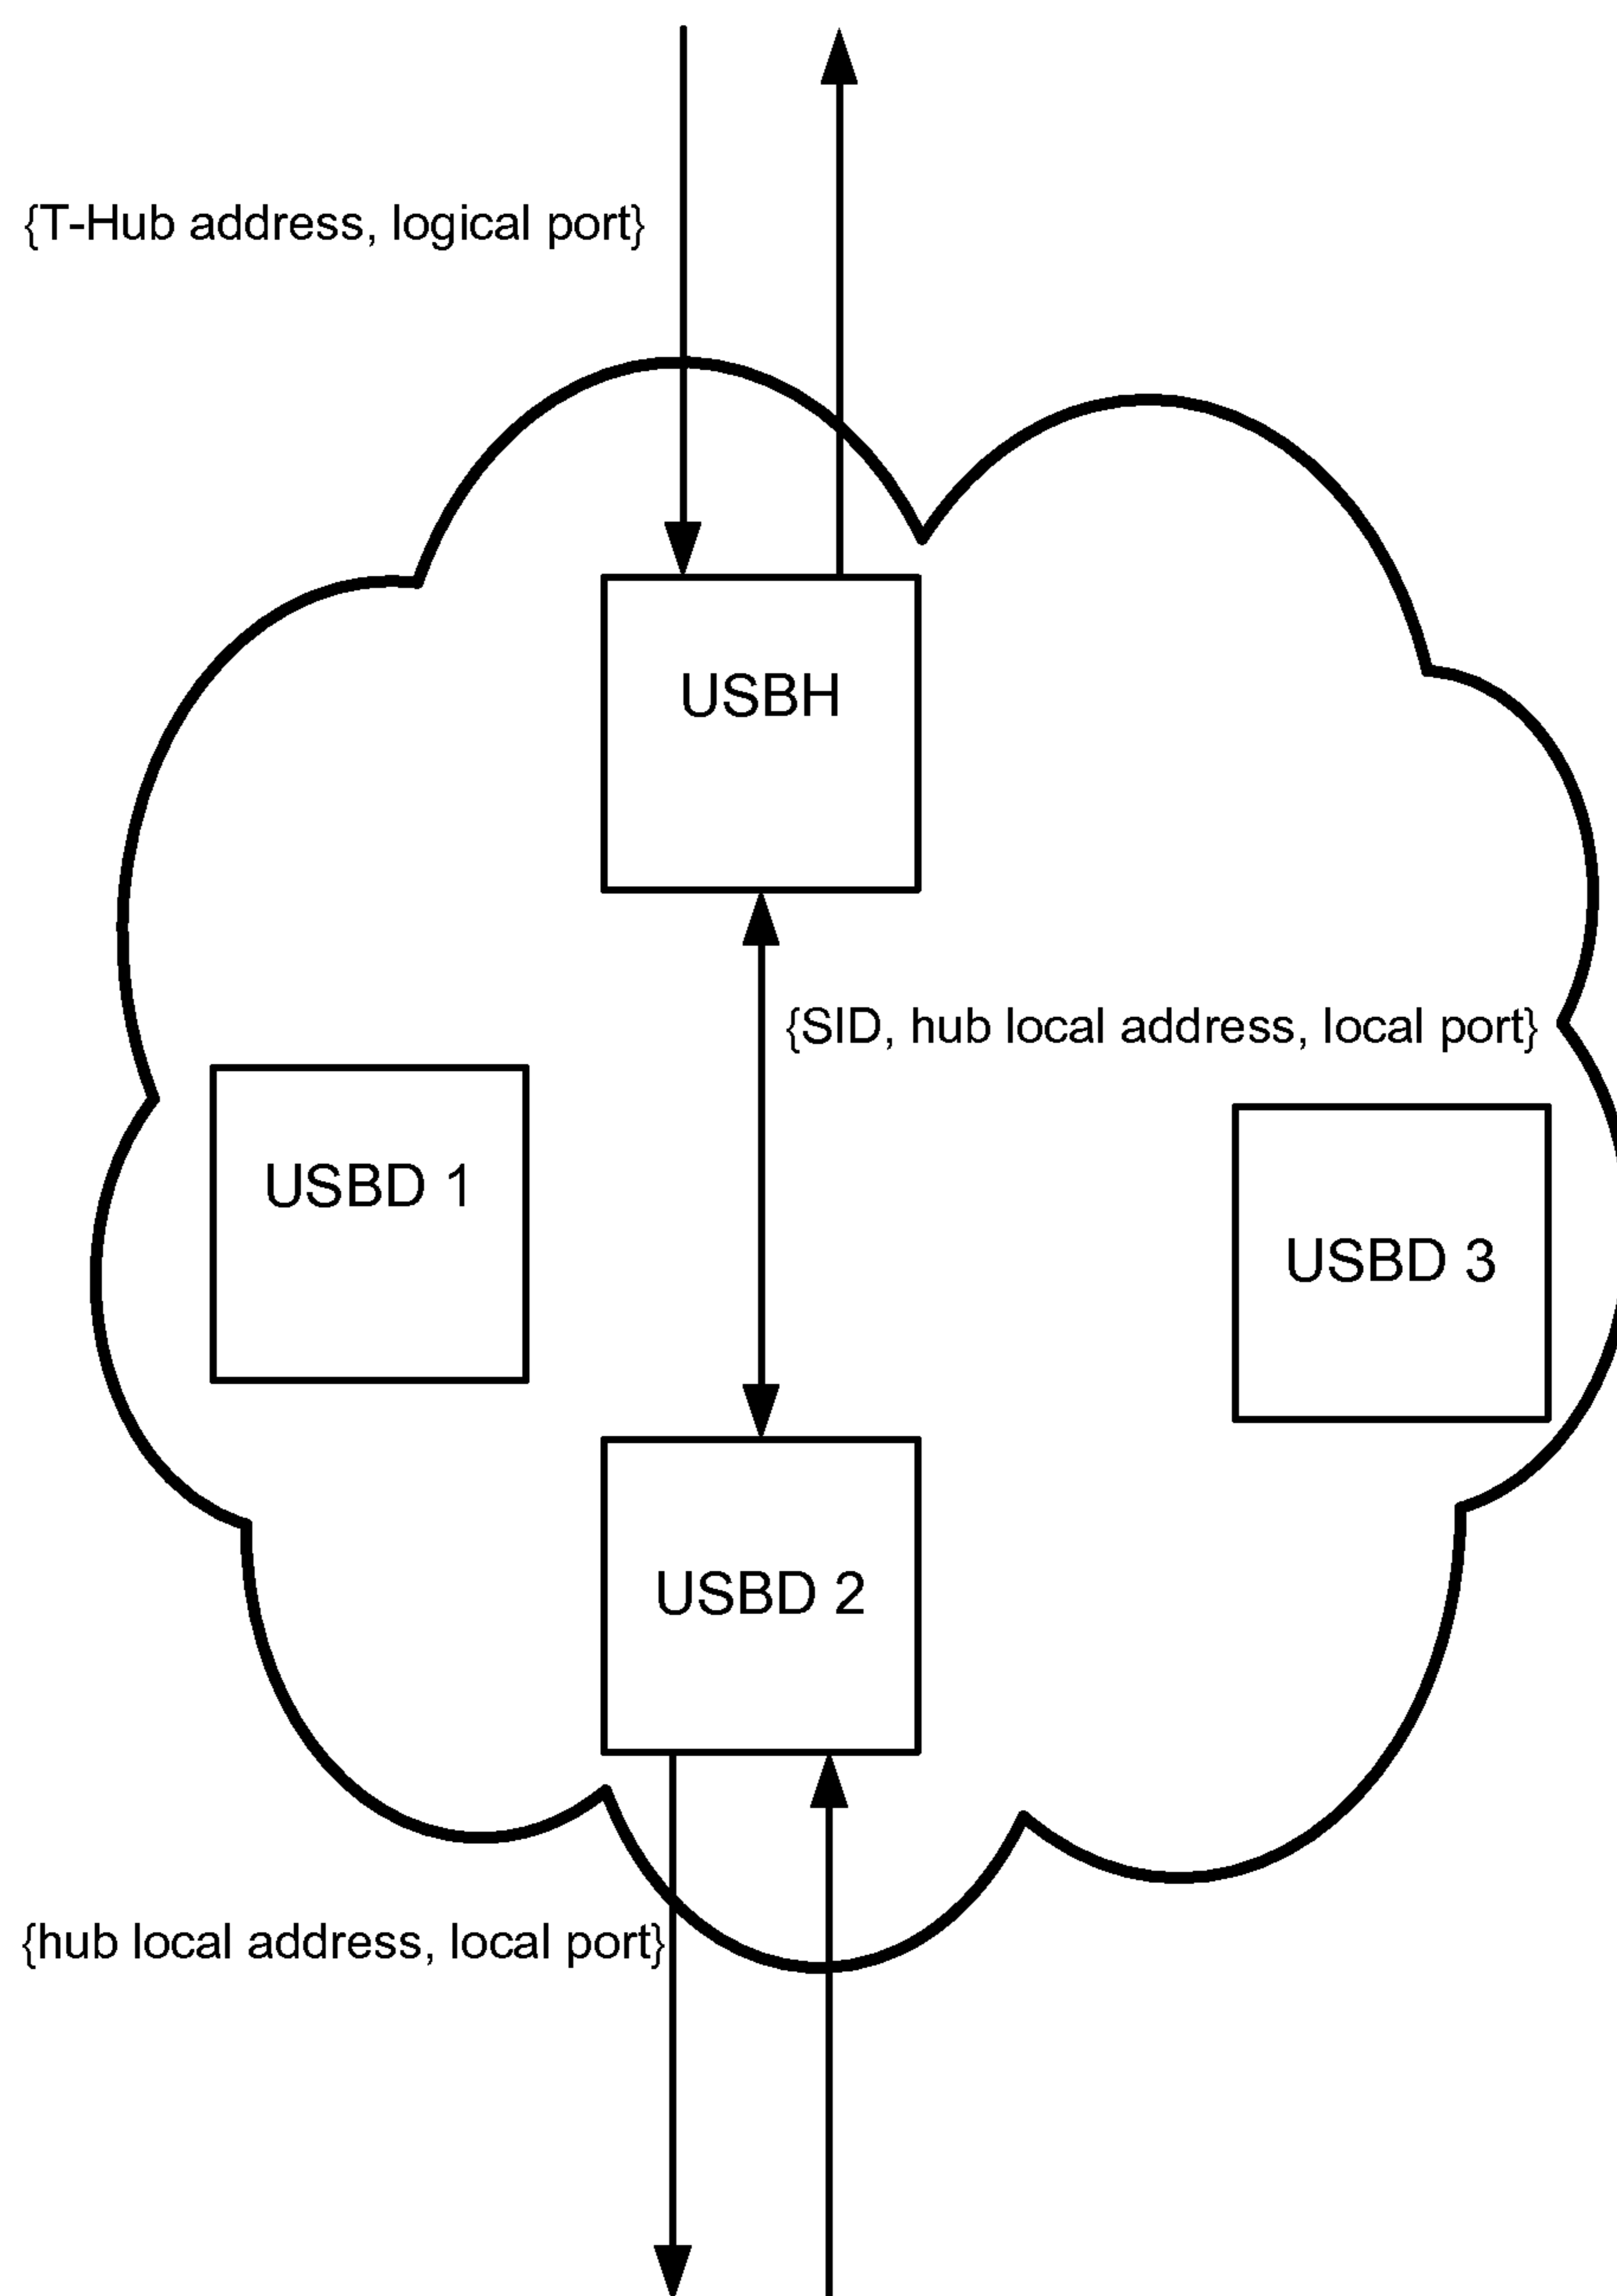 {T-Hub address, logical port}
USBH
{SID, hub local address, local port}
USBD 1
USBD 3
USBD 2
{hub local address, local port}